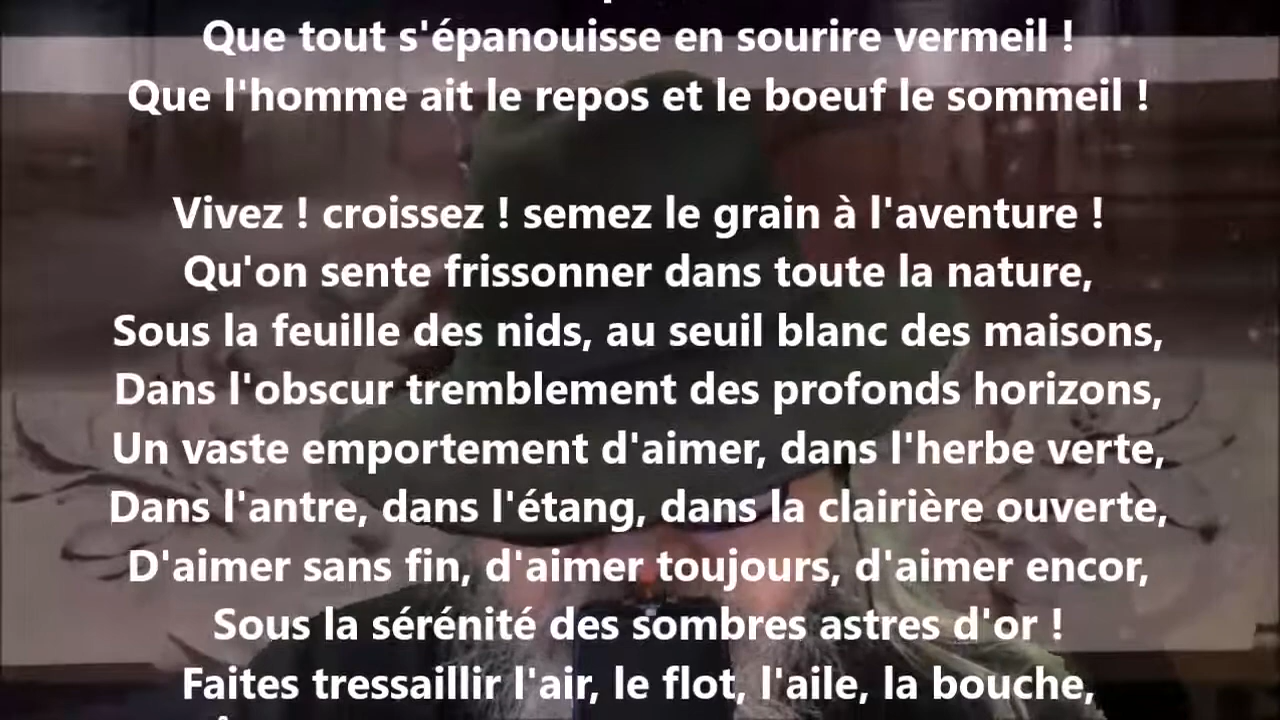 Que tout s'épanouisse en sourire vermeil !
Que l'homme ait le repos et le boeuf le sommeil !
Vivez ! croissez ! semez le grain à l'aventure !
Qu'on sente frissonner dans toute la nature,
Sous la feuille des nids, au seuil blanc des maisons,
Dans l'obscur tremblement des profonds horizons,
Un vaste emportement d'aimer, dans l'herbe verte,
Dans l'antre, dans l'étang, dans la clairière ouverte,
D'aimer sans fin, d'aimer toujours, d'aimer encor,
Sous la sérénité des sombres astres d'or !
Faites tressaillir l'air, le flot, l'aile, la bouche,